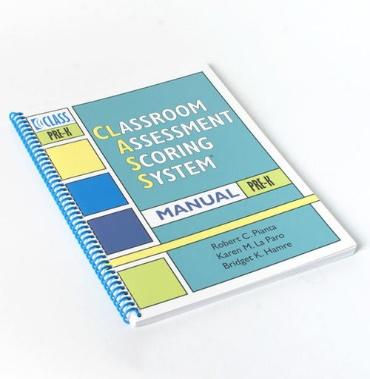 CLASS
PRE-K
CLASSROOM
ASSESSMENT
SCORING
SYSTEM
MANUAL PRE-K
Robert C. Pianta
Karen M. La Paro
Bridget K. Hamre